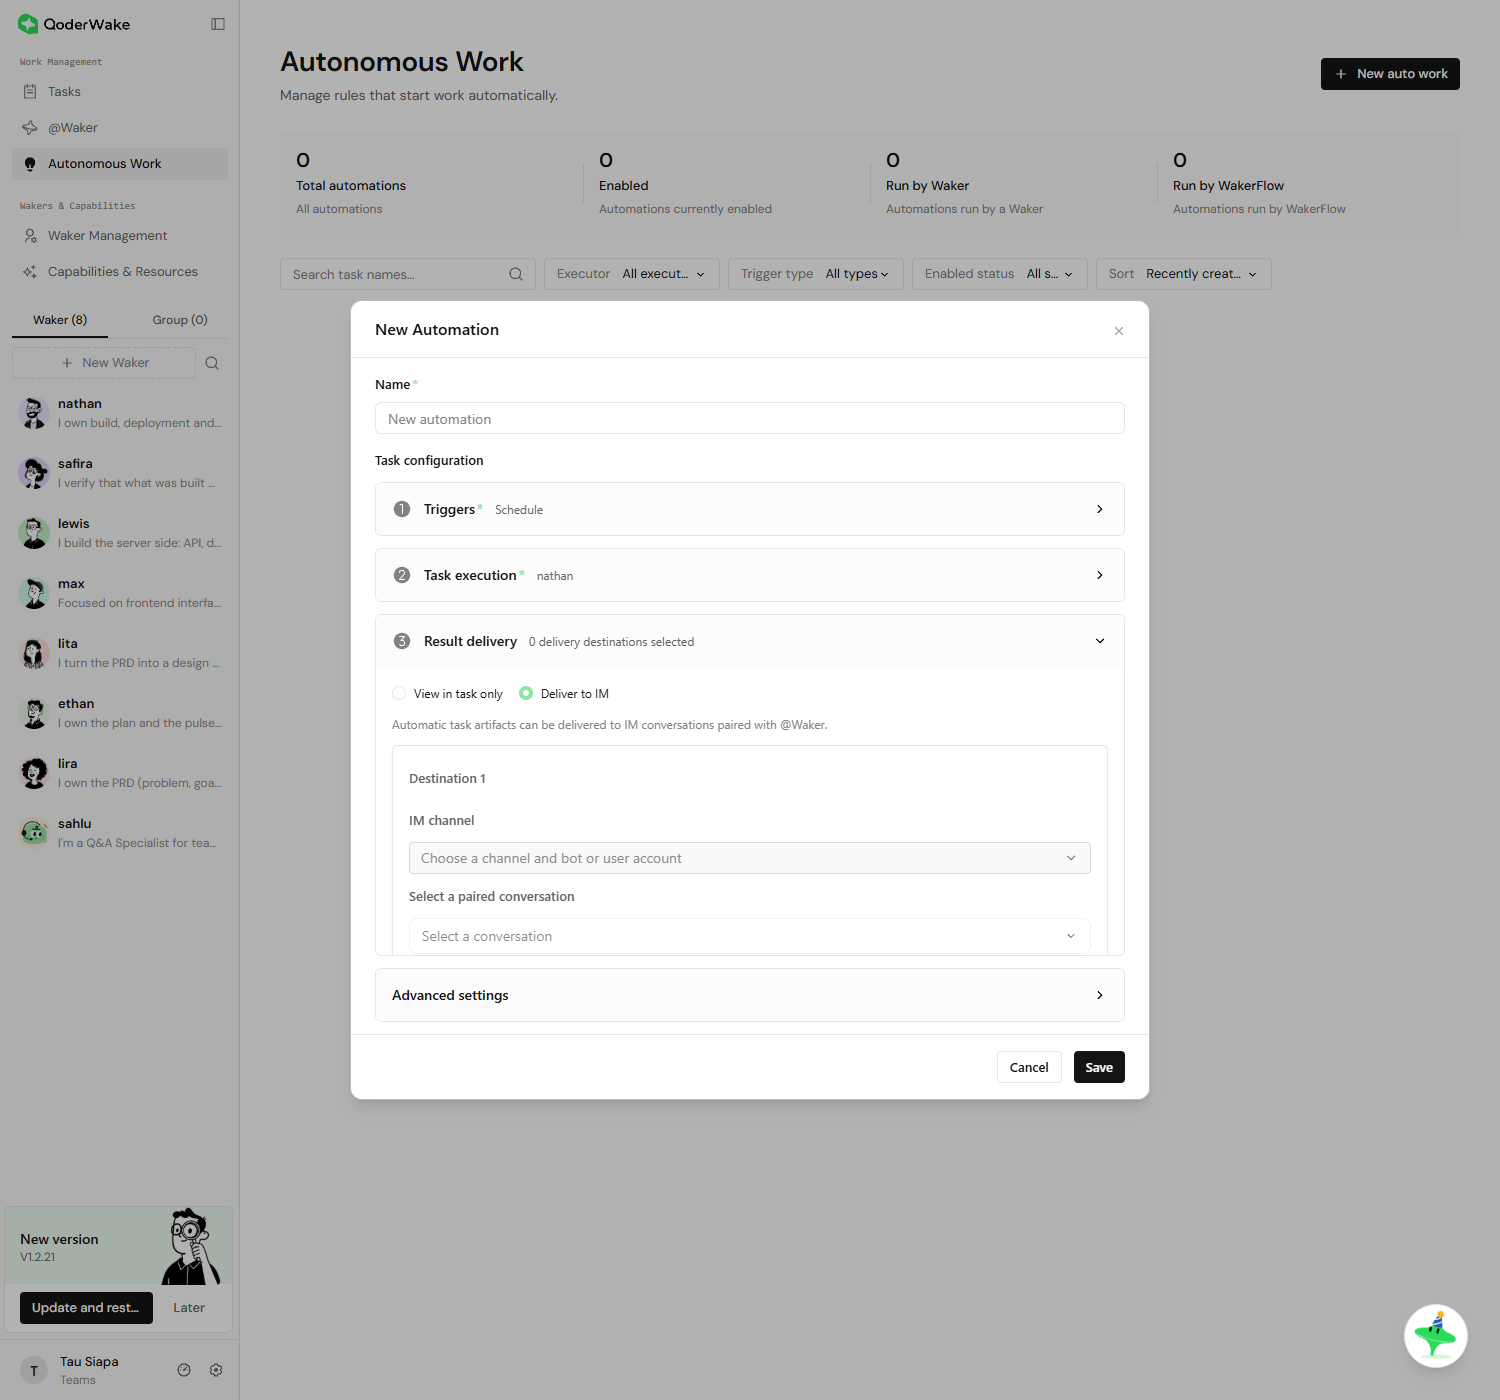 QoderWake
Work Management
Tasks
@Waker
Autonomous Work
Wakers & Capabilities
Waker Management
Capabilities & Resources
Waker (8)
Group (0)
New Waker
nathan
I own build, deployment and...
safira
I verify that what was built ...
lewis
I build the server side: API, d...
max
Focused on frontend interfa...
lita
I turn the PRD into a design ...
ethan
I own the plan and the pulse...
lira
I own the PRD (problem, goa...
sahlu
I'm a Q&A Specialist for tea...
New version
V1.2.21
Update and rest...
Later
T
Tau Siapa
Teams
Autonomous Work
Manage rules that start work automatically.
New auto work
0
Total automations
All automations
0
Enabled
Automations currently enabled
0
Run by Waker
Automations run by a Waker
0
Run by WakerFlow
Automations run by WakerFlow
Search task names...
Executor All execut...
Trigger type All types
Enabled status All s...
Sort Recently creat...
New Automation
Name*
New automation
Task configuration
1 Triggers* Schedule
2 Task execution* nathan
3 Result delivery 0 delivery destinations selected
View in task only
Deliver to IM
Automatic task artifacts can be delivered to IM conversations paired with @Waker.
Destination 1
IM channel
Choose a channel and bot or user account
Select a paired conversation
Select a conversation
Advanced settings
Cancel
Save